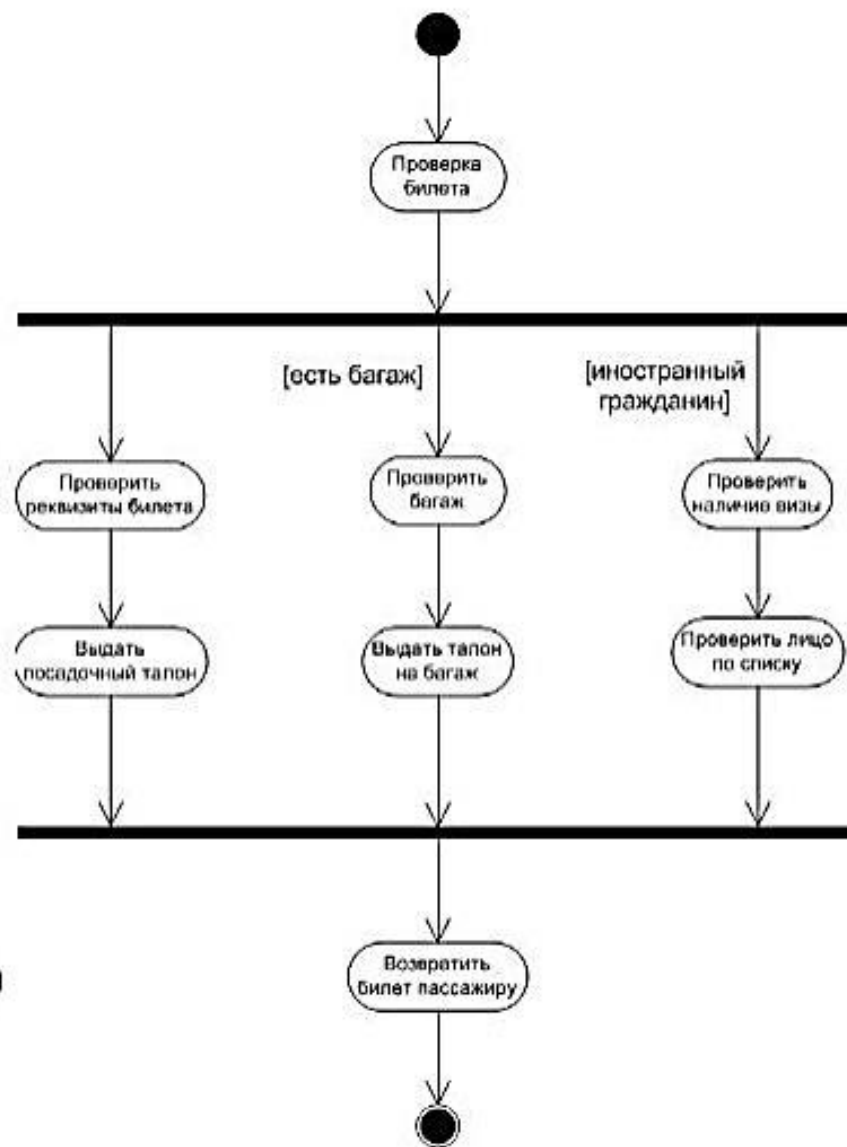 Проверка
билета
[есть багаж]
[иностранный
гражданин]
Проверить
реквизиты билета
Проверить
багаж
Проверить
наличие визы
Выдать
посадочный талон
Выдать талон
на багаж
Проверить лицо
по списку
Возвратить
билет пассажиру